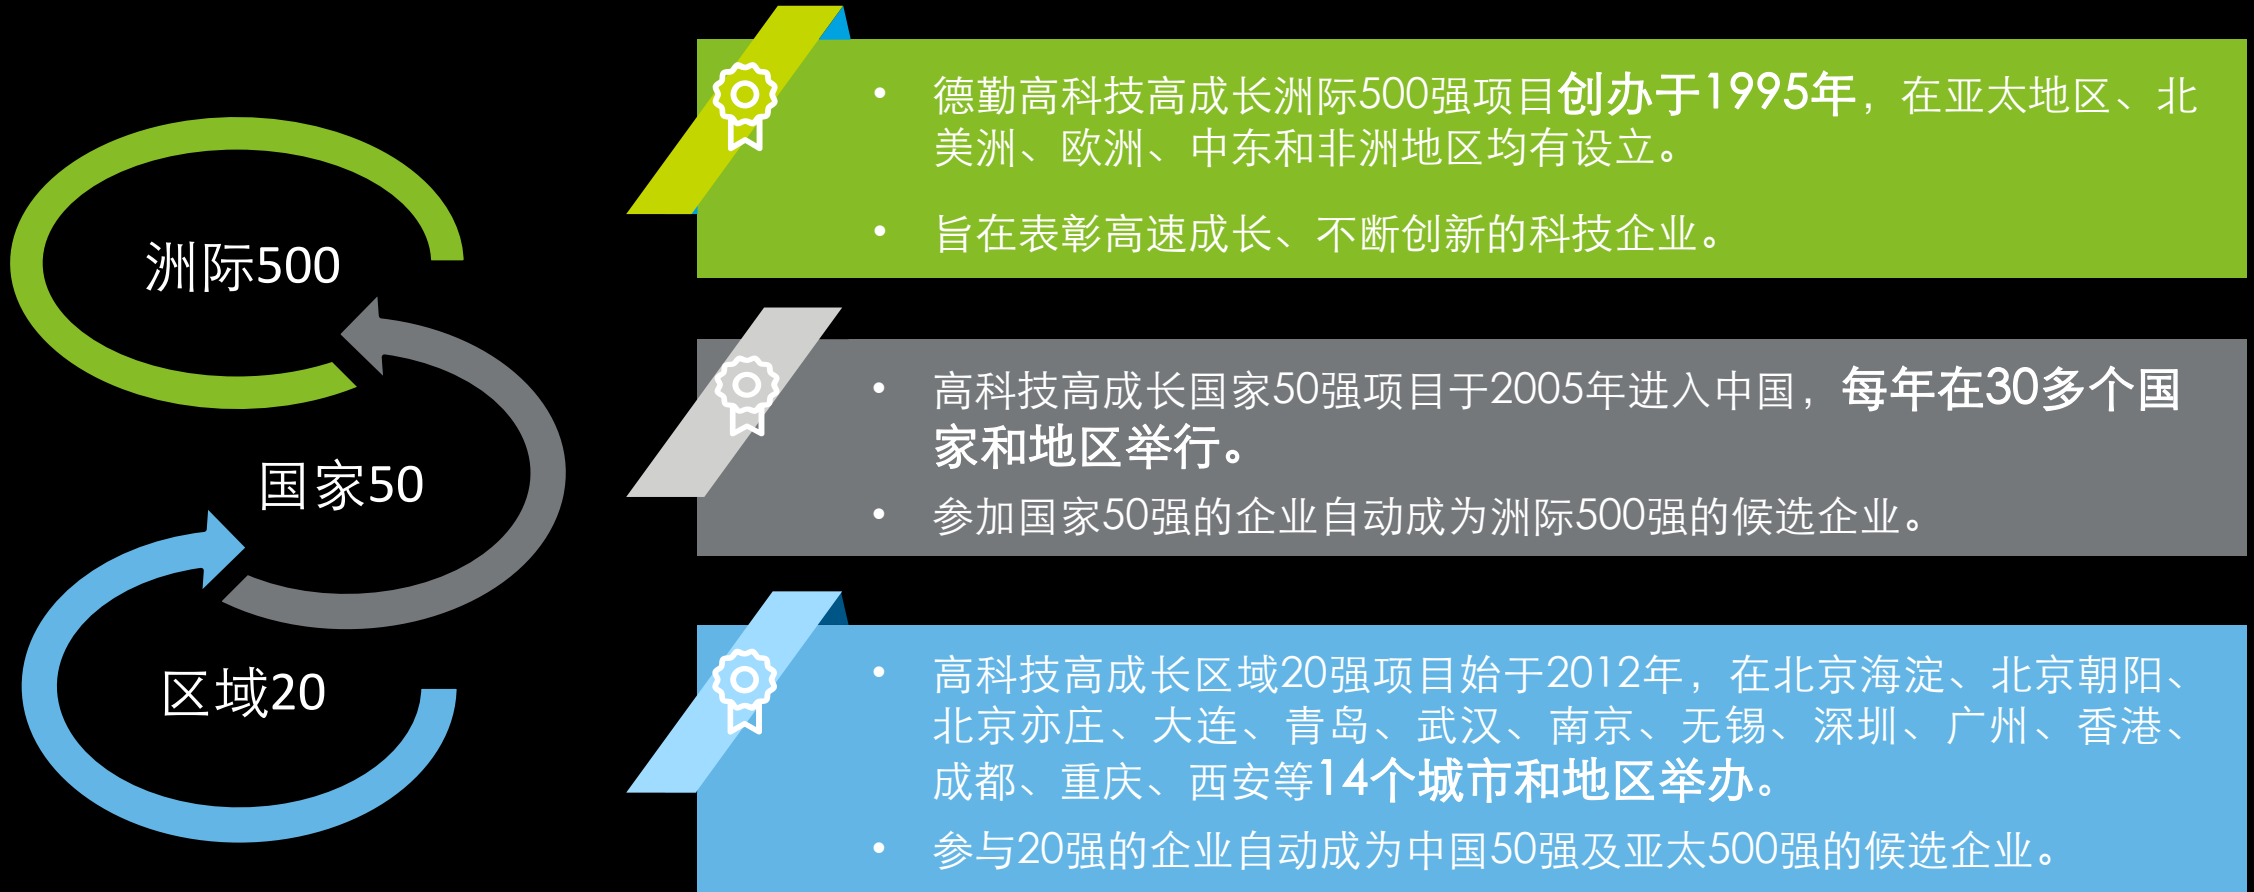 洲际500
国家50
区域20
• 德勤高科技高成长洲际500强项目创办于1995年，在亚太地区、北
美洲、欧洲、中东和非洲地区均有设立。
• 旨在表彰高速成长、不断创新的科技企业。
• 高科技高成长国家50强项目于2005年进入中国，每年在30多个国
家和地区举行。
• 参加国家50强的企业自动成为洲际500强的候选企业。
• 高科技高成长区域20强项目始于2012年，在北京海淀、北京朝阳、
北京亦庄、大连、青岛、武汉、南京、无锡、深圳、广州、香港、
成都、重庆、西安等14个城市和地区举办。
• 参与20强的企业自动成为中国50强及亚太500强的候选企业。